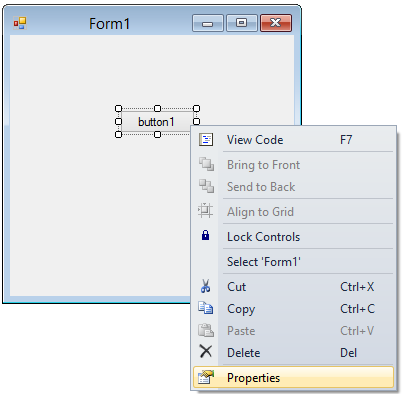 Form1
button1
View Code F7
Bring to Front
Send to Back
Align to Grid
Lock Controls
Select 'Form1'
Cut Ctrl+X
Copy Ctrl+C
Paste Ctrl+V
Delete Del
Properties